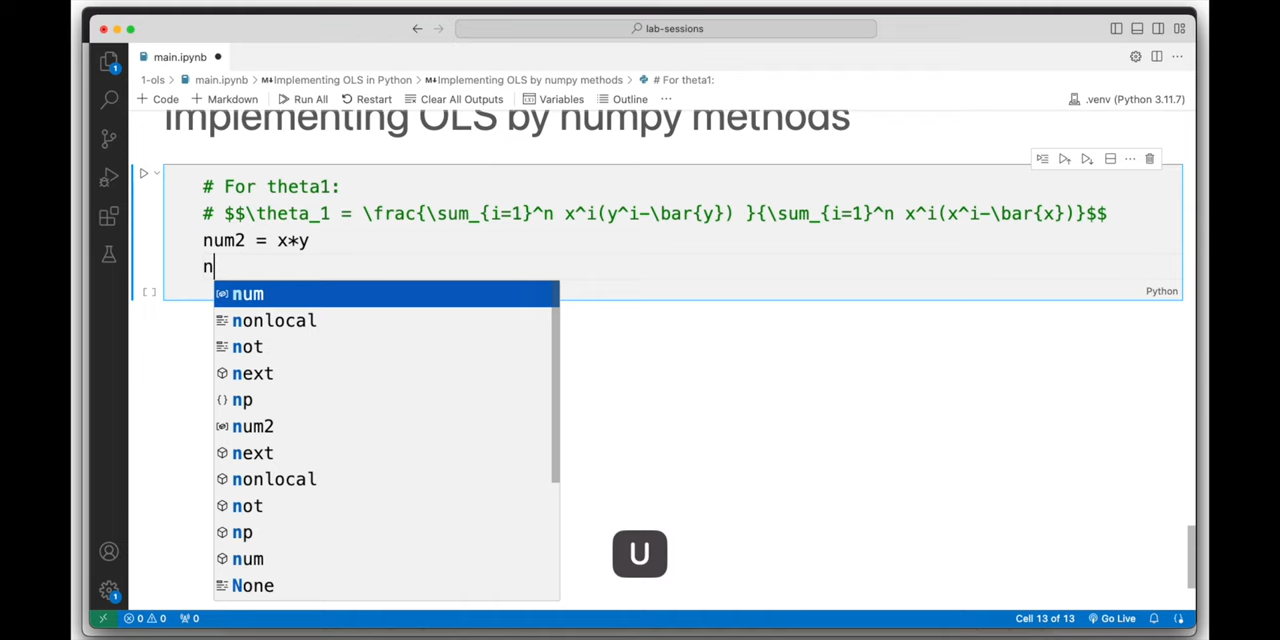 lab-sessions
main.ipynb
1-ols > main.ipynb > M↓Implementing OLS in Python > M↓Implementing OLS by numpy methods > # For theta1:
+ Code + Markdown Run All Restart Clear All Outputs Variables Outline ... .venv (Python 3.11.7)
Implementing OLS by numpy methods
# For theta1:
# $$\theta_1 = \frac{\sum_{i=1}^n x^i(y^i-\bar{y}) }{\sum_{i=1}^n x^i(x^i-\bar{x})}$$
num2 = x*y
n
[ ] Python
num
nonlocal
not
next
np
num2
next
nonlocal
not
np
num
None
U
1
1
0 0 0 Cell 13 of 13 Go Live